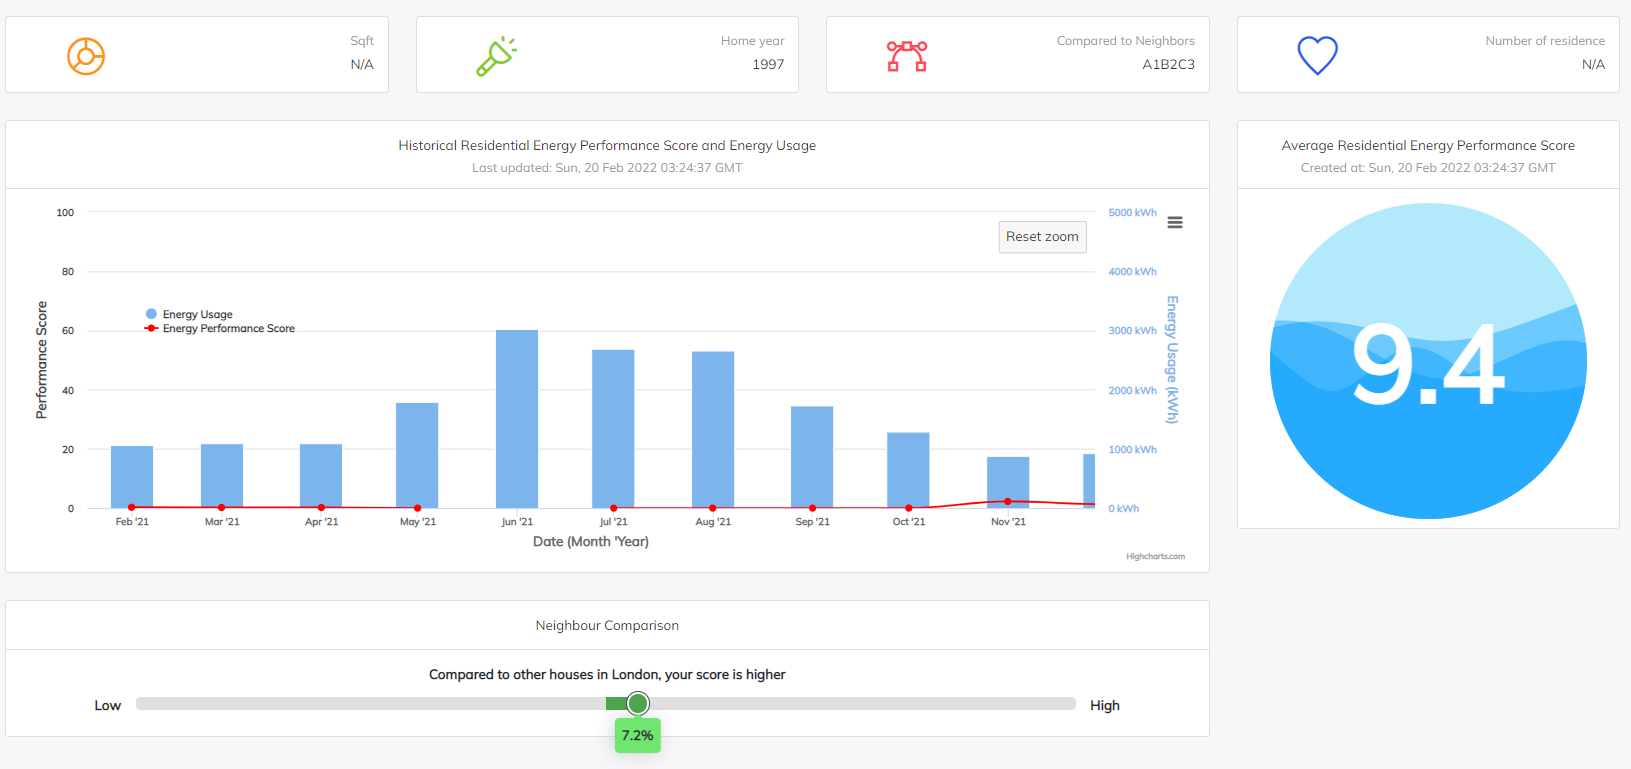 Sqft
N/A
Home year
1997
Compared to Neighbors
A1B2C3
Number of residence
N/A
Historical Residential Energy Performance Score and Energy Usage
Last updated: Sun, 20 Feb 2022 03:24:37 GMT
Average Residential Energy Performance Score
Created at: Sun, 20 Feb 2022 03:24:37 GMT
Performance Score
100
80
60
40
20
0
Energy Usage
Energy Performance Score
Reset zoom
5000 kWh
4000 kWh
3000 kWh
2000 kWh
1000 kWh
0 kWh
Energy Usage (kWh)
Feb '21 Mar '21 Apr '21 May '21 Jun '21 Jul '21 Aug '21 Sep '21 Oct '21 Nov '21
Date (Month 'Year)
Highcharts.com
9.4
Neighbour Comparison
Compared to other houses in London, your score is higher
Low
High
7.2%